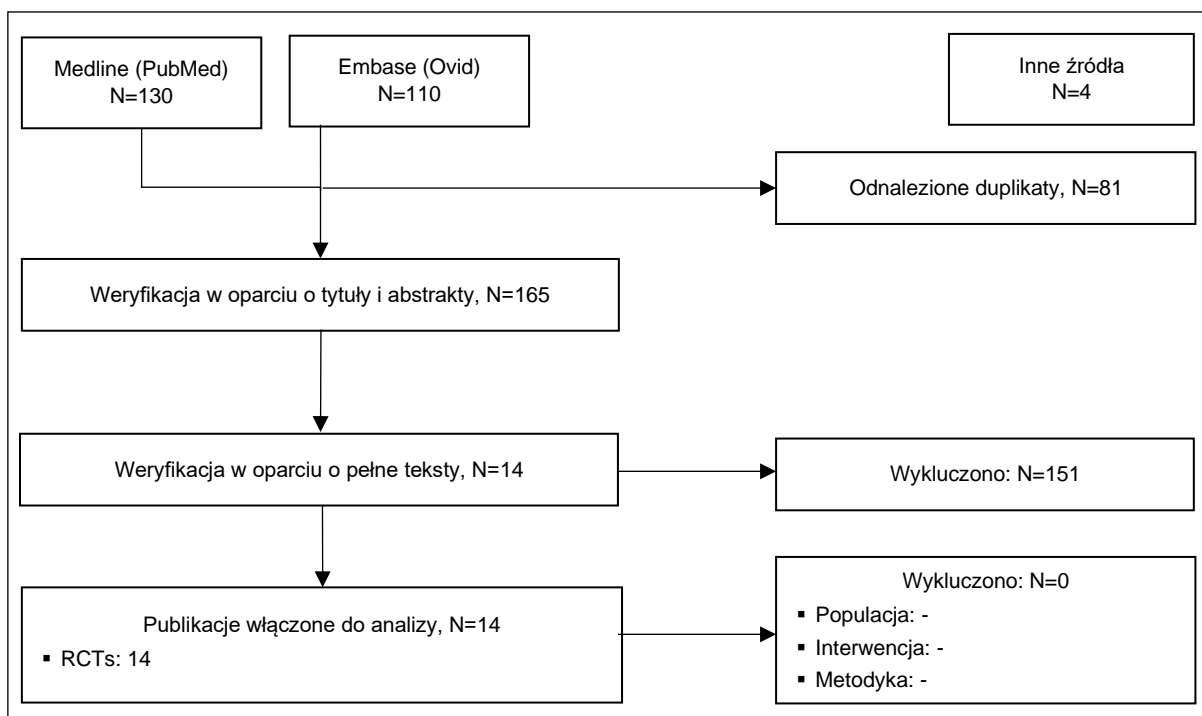 Medline (PubMed)
N=130
Embase (Ovid)
N=110
Inne źródła
N=4
Odnalezione duplikaty, N=81
Weryfikacja w oparciu o tytuły i abstrakty, N=165
Weryfikacja w oparciu o pełne teksty, N=14
Wykluczono: N=151
Publikacje włączone do analizy, N=14
▪ RCTs: 14
Wykluczono: N=0
▪ Populacja: -
▪ Interwencja: -
▪ Metodyka: -